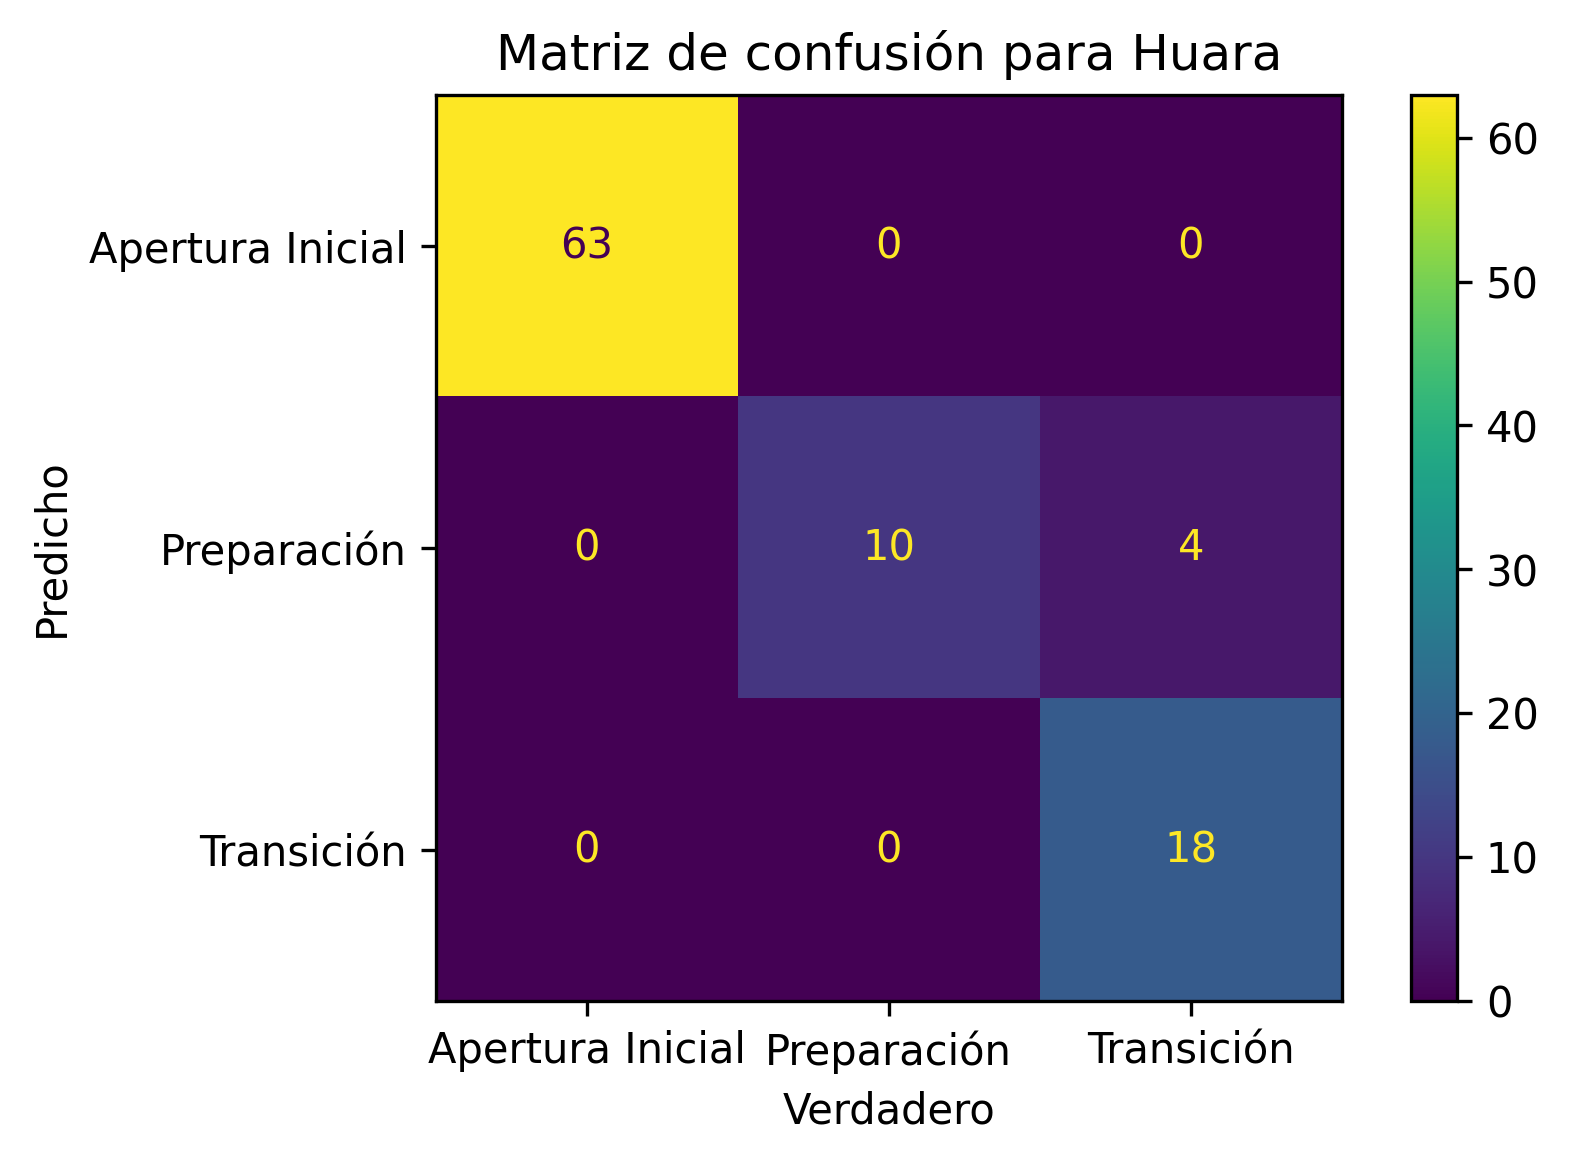 Matriz de confusión para Huara
Predicho
Apertura Inicial
63 0 0
Preparación
0 10 4
Transición
0 0 18
Apertura Inicial Preparación Transición
Verdadero
60
50
40
30
20
10
0